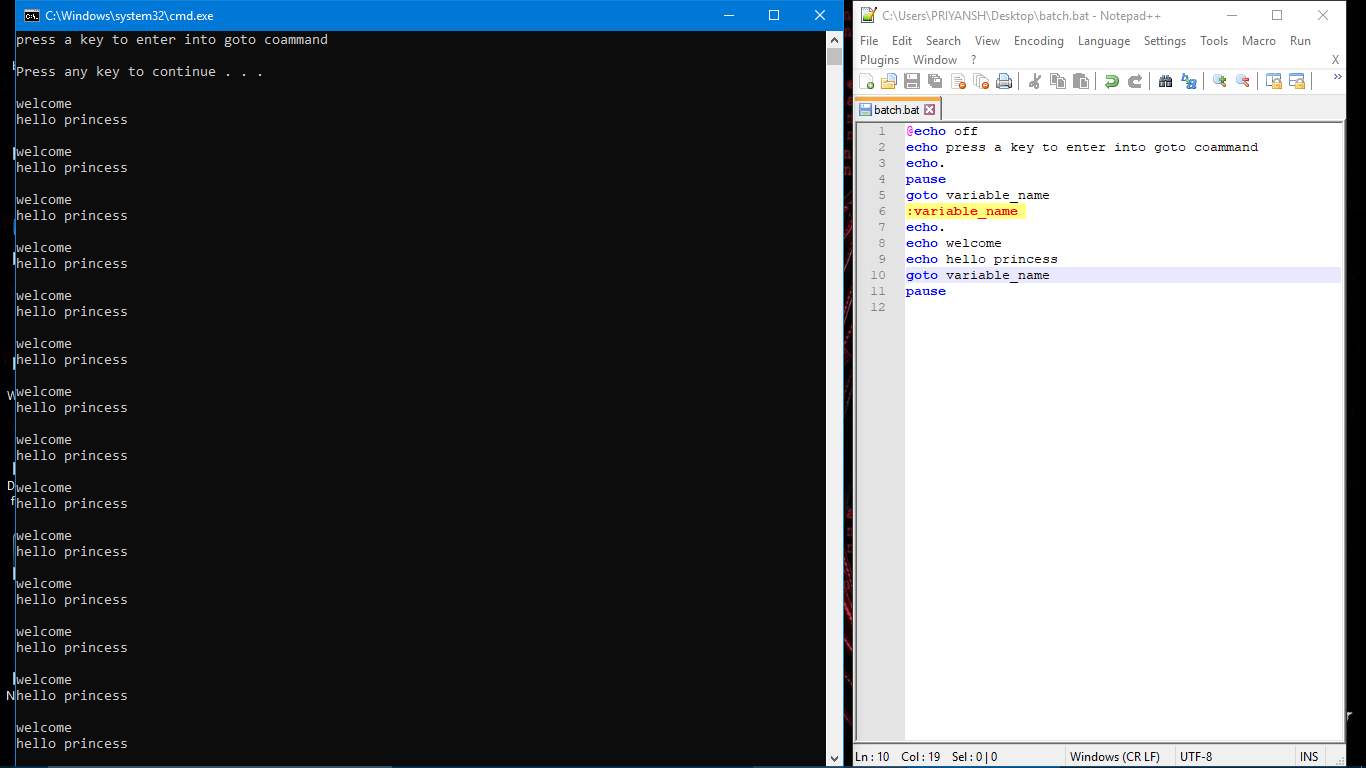 C:\Windows\system32\cmd.exe
press a key to enter into goto coammand
Press any key to continue . . .
welcome
hello princess
welcome
hello princess
welcome
hello princess
welcome
hello princess
welcome
hello princess
welcome
hello princess
welcome
hello princess
welcome
hello princess
welcome
hello princess
welcome
hello princess
welcome
hello princess
welcome
hello princess
welcome
hello princess
welcome
hello princess
C:\Users\PRIYANSH\Desktop\batch.bat - Notepad++
File Edit Search View Encoding Language Settings Tools Macro Run
Plugins Window ? X
batch.bat
1 @echo off
2 echo press a key to enter into goto coammand
3 echo.
4 pause
5 goto variable_name
6 :variable_name
7 echo.
8 echo welcome
9 echo hello princess
10 goto variable_name
11 pause
12
Ln : 10 Col : 19 Sel : 0 | 0 Windows (CR LF) UTF-8 INS